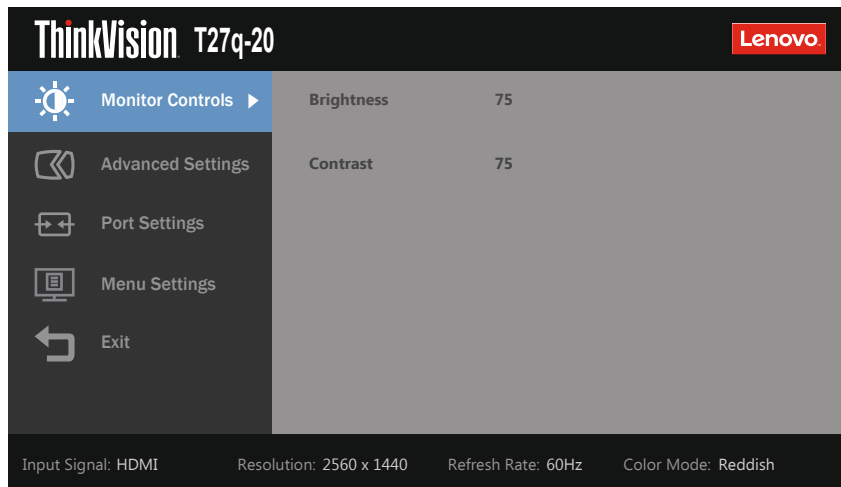 ThinkVision T27q-20
Lenovo.
Monitor Controls
Brightness 75
Advanced Settings
Contrast 75
Port Settings
Menu Settings
Exit
Input Signal: HDMI Resolution: 2560 x 1440 Refresh Rate: 60Hz Color Mode: Reddish